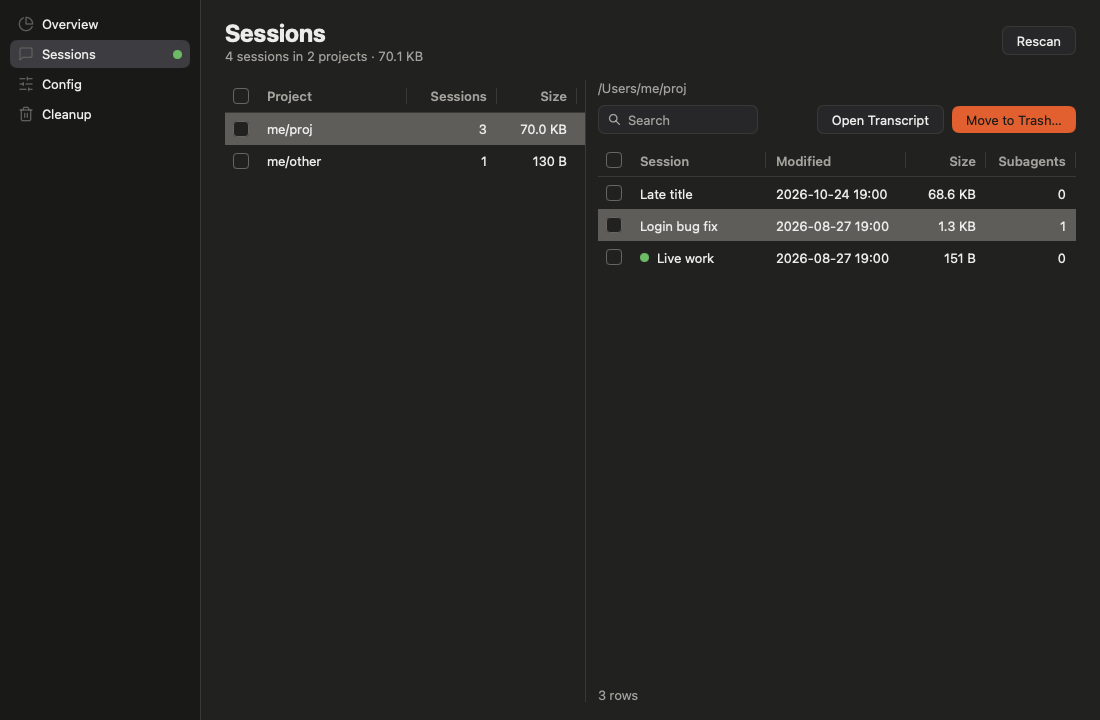 Overview
Sessions
Config
Cleanup
Sessions
4 sessions in 2 projects · 70.1 KB
Rescan
Project Sessions Size
me/proj 3 70.0 KB
me/other 1 130 B
/Users/me/proj
Search
Open Transcript
Move to Trash...
Session Modified Size Subagents
Late title 2026-10-24 19:00 68.6 KB 0
Login bug fix 2026-08-27 19:00 1.3 KB 1
Live work 2026-08-27 19:00 151 B 0
3 rows